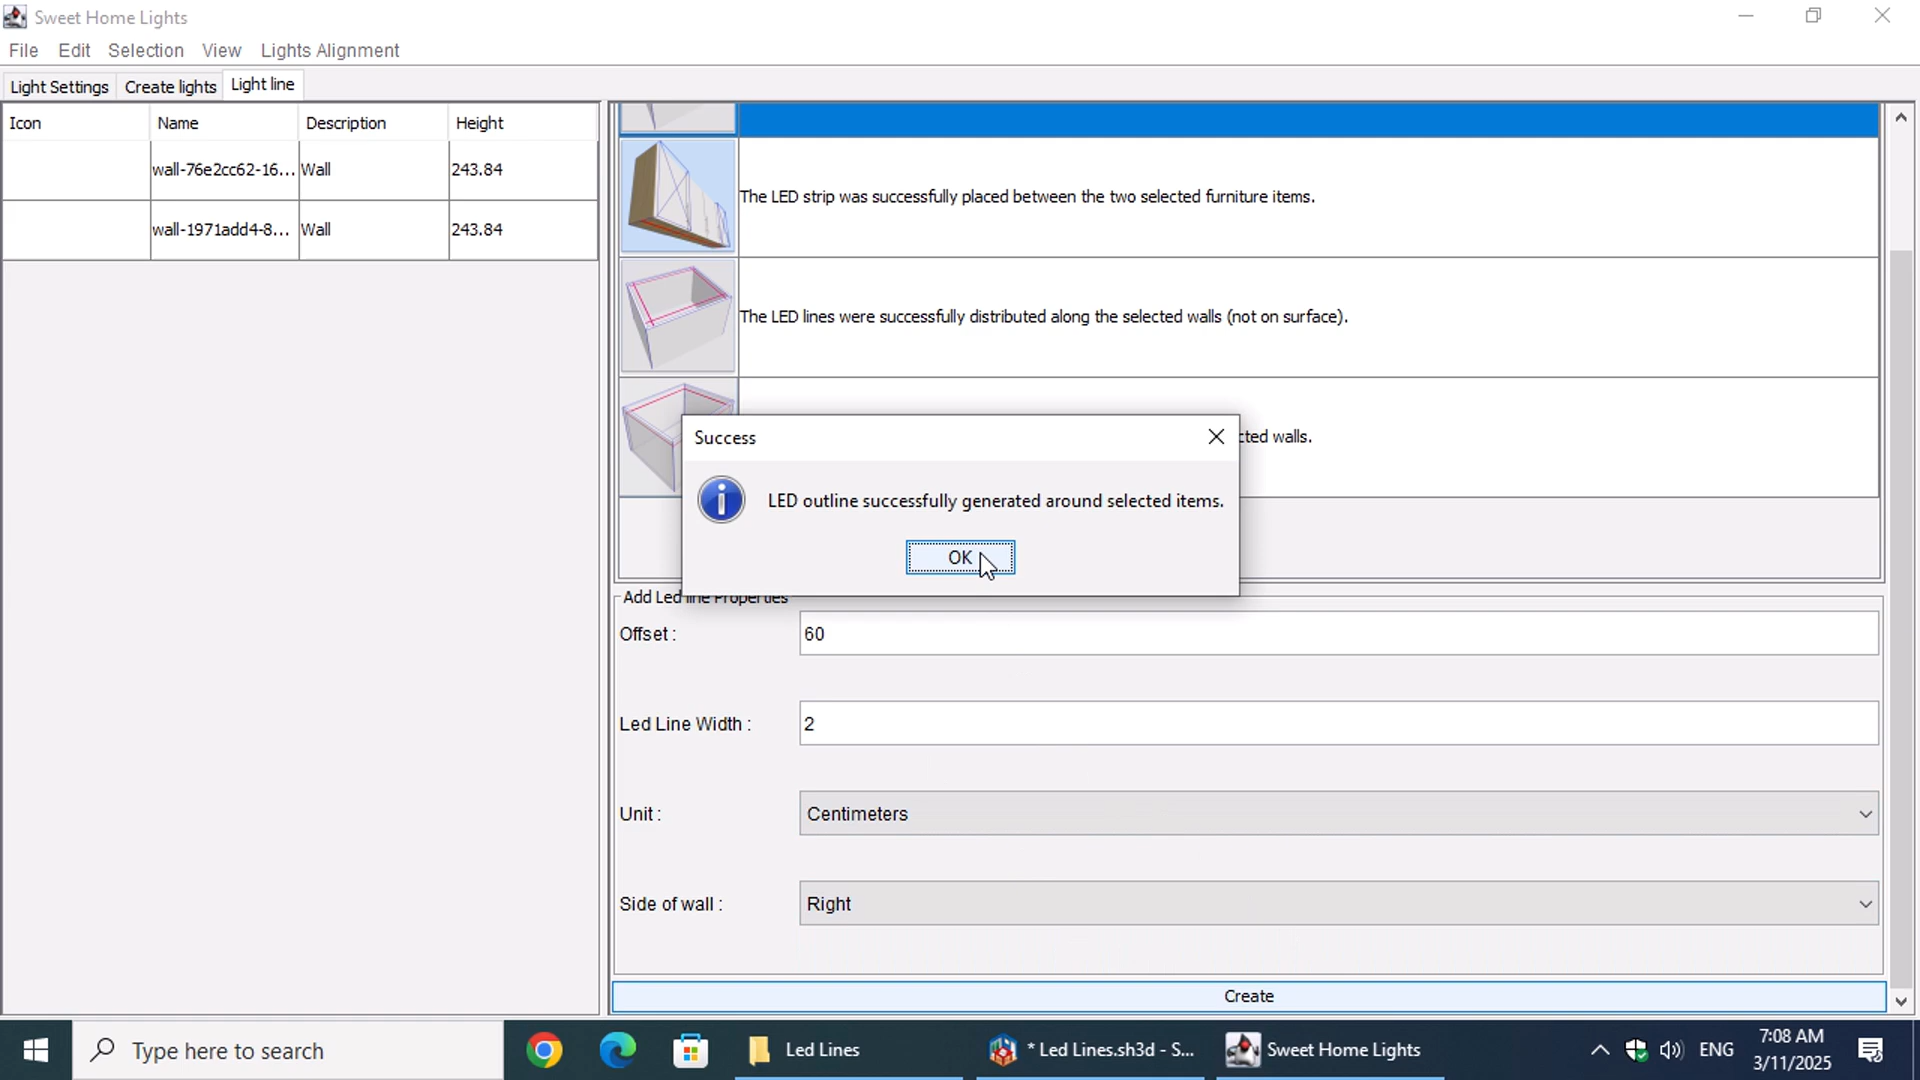 Sweet Home Lights
File Edit Selection View Lights Alignment
Light Settings Create lights Light line
Icon Name Description Height
wall-76e2cc62-16... Wall 243.84
wall-1971add4-8... Wall 243.84
The LED strip was successfully placed between the two selected furniture items.
The LED lines were successfully distributed along the selected walls (not on surface).
cted walls.
Success
LED outline successfully generated around selected items.
OK
Add Led line Properties
Offset : 60
Led Line Width : 2
Unit : Centimeters
Side of wall : Right
Create
Type here to search
Led Lines
* Led Lines.sh3d - S...
Sweet Home Lights
ENG
7:08 AM
3/11/2025